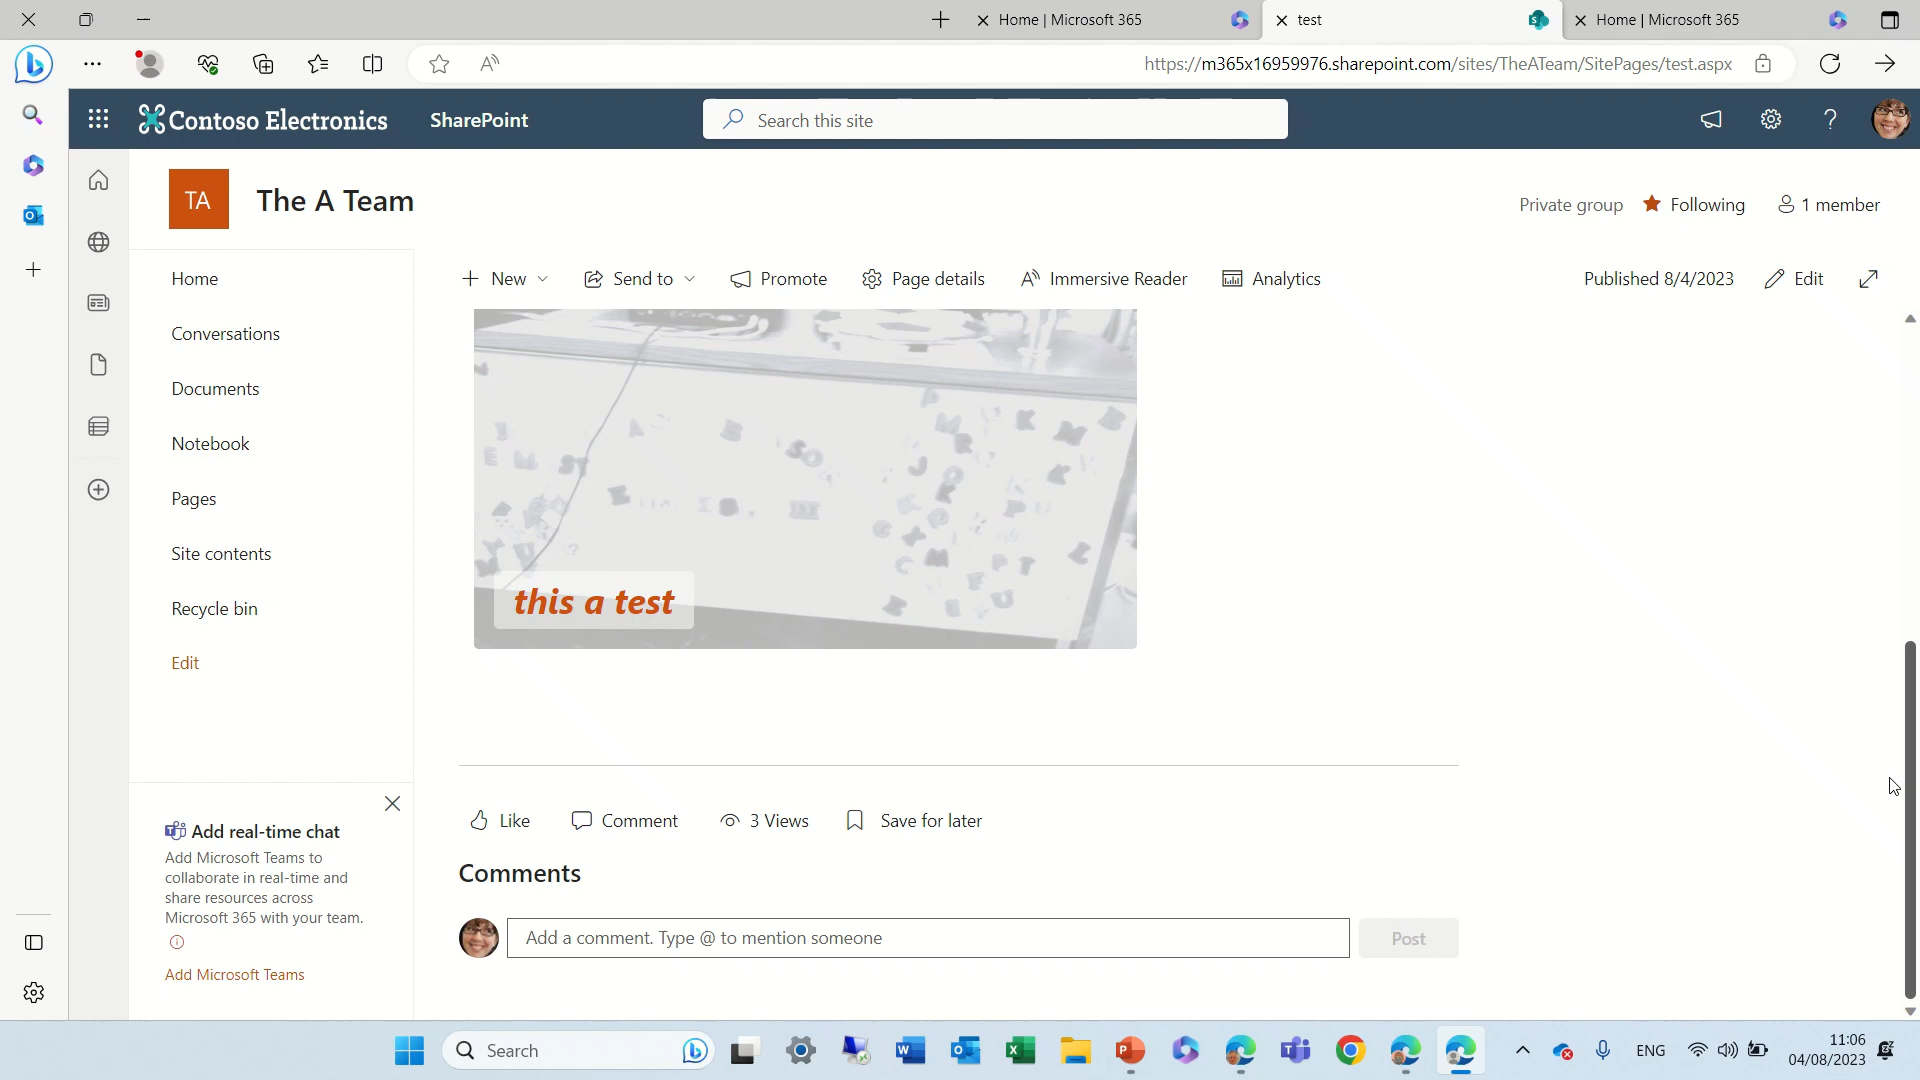 Home | Microsoft 365
test
Home | Microsoft 365
https://m365x16959976.sharepoint.com/sites/TheATeam/SitePages/test.aspx
Contoso Electronics
SharePoint
Search this site
TA
The A Team
Private group
Following
1 member
Home
Conversations
Documents
Notebook
Pages
Site contents
Recycle bin
Edit
New
Send to
Promote
Page details
Immersive Reader
Analytics
Published 8/4/2023
Edit
this a test
Like
Comment
3 Views
Save for later
Comments
Add a comment. Type @ to mention someone
Post
Add real-time chat
Add Microsoft Teams to
collaborate in real-time and
share resources across
Microsoft 365 with your team.
Add Microsoft Teams
Search
ENG
11:06
04/08/2023